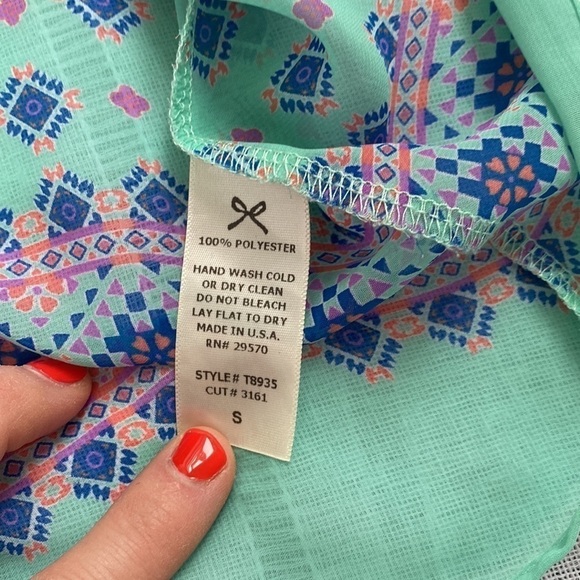 100% POLYESTER
HAND WASH COLD
OR DRY CLEAN
DO NOT BLEACH
LAY FLAT TO DRY
MADE IN U.S.A.
RN# 29570
STYLE# T8935
CUT# 3161
S